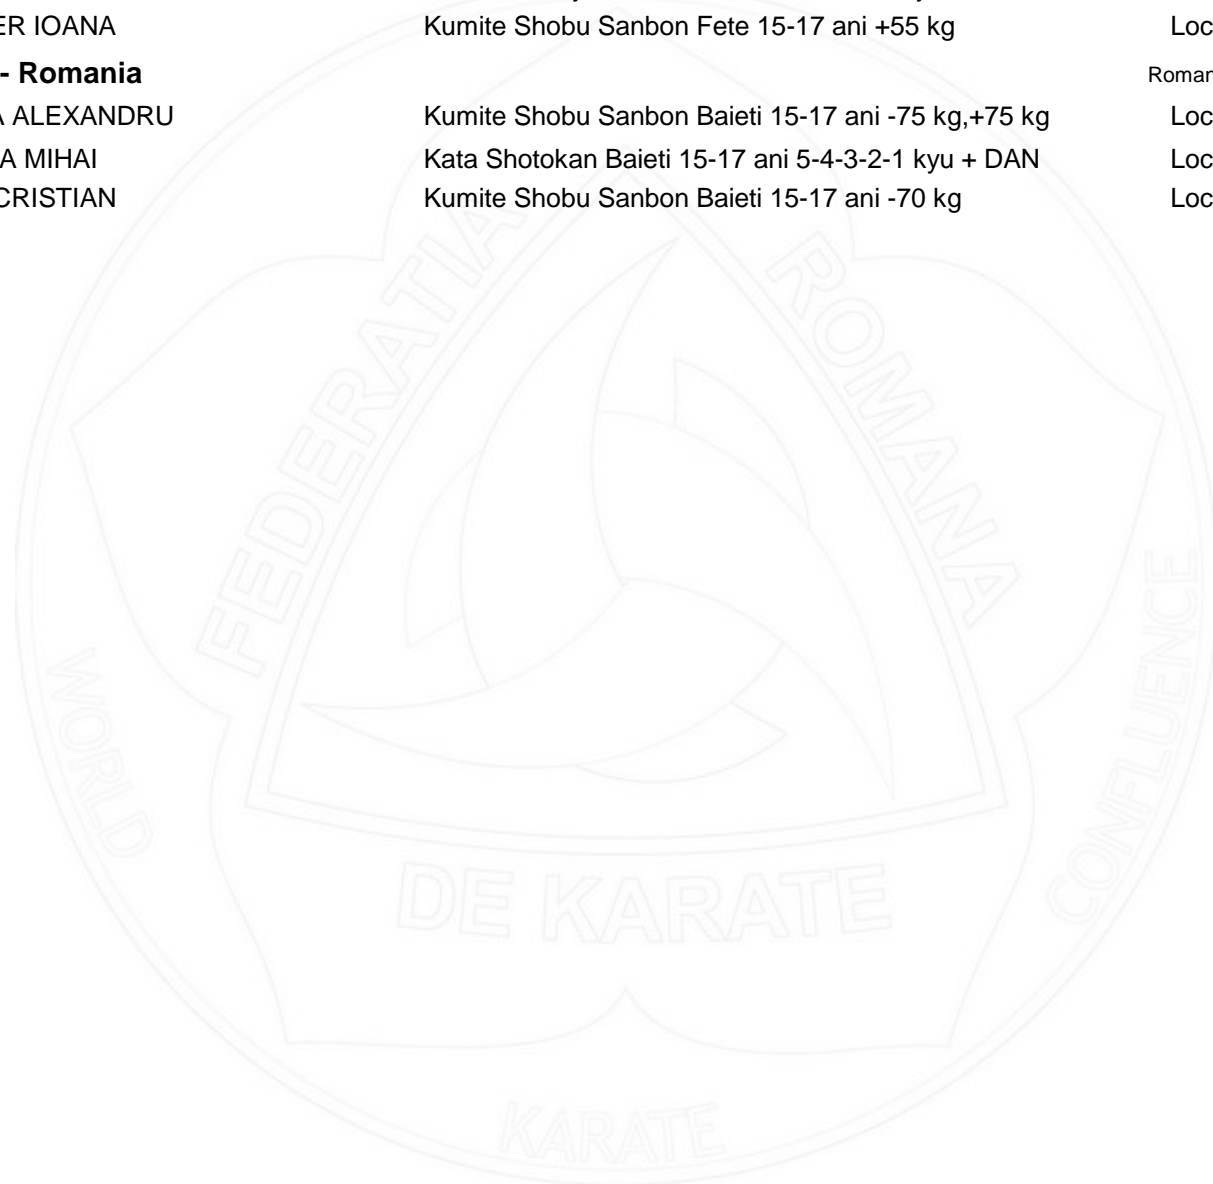 ER IOANA Kumite Shobu Sanbon Fete 15-17 ani +55 kg Loc
- Romania Roman
A ALEXANDRU Kumite Shobu Sanbon Baieti 15-17 ani -75 kg,+75 kg Loc
A MIHAI Kata Shotokan Baieti 15-17 ani 5-4-3-2-1 kyu + DAN Loc
CRISTIAN Kumite Shobu Sanbon Baieti 15-17 ani -70 kg Loc
FEDERATIA ROMANA
DE KARATE
WORLD
KARATE
CONFLUENCE